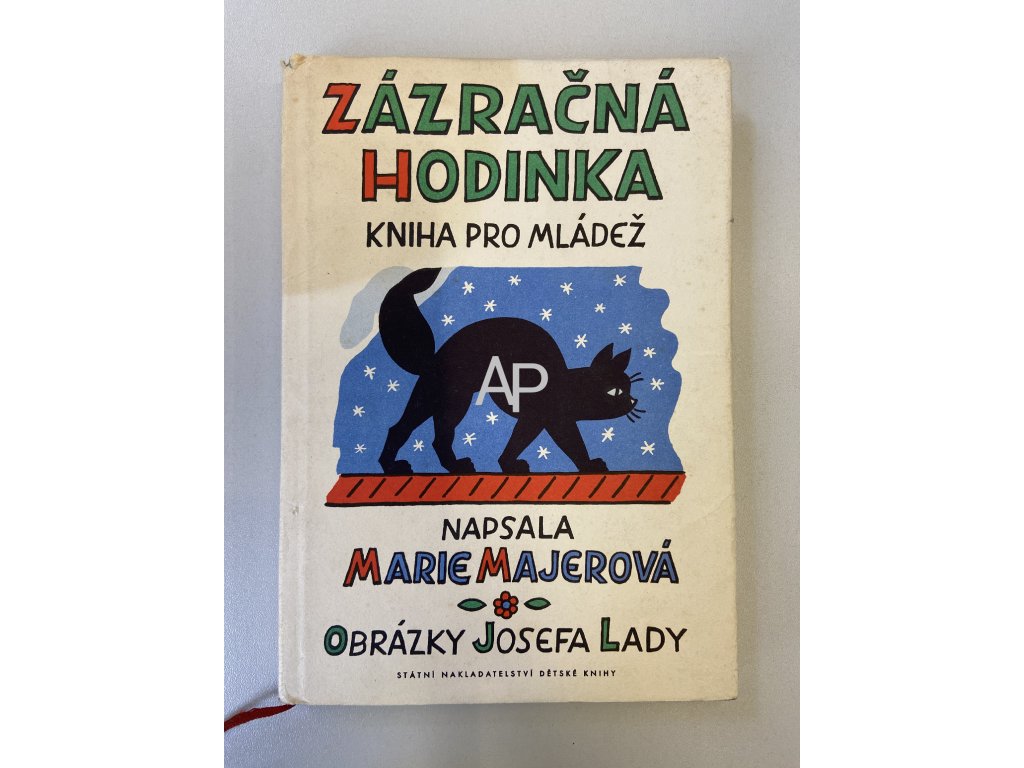 ZÁZRAČNÁ
HODINKA
KNIHA PRO MLÁDEŽ
AP
NAPSALA
MARIE MAJEROVÁ
OBRÁZKY JOSEFA LADY
STÁTNÍ NAKLADATELSTVÍ DĚTSKÉ KNIHY